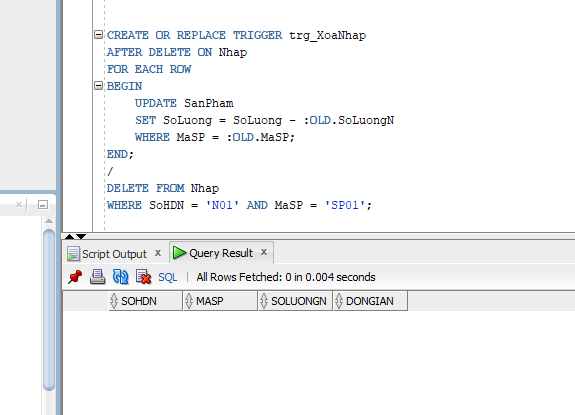 CREATE OR REPLACE TRIGGER trg_XoaNhap
AFTER DELETE ON Nhap
FOR EACH ROW
BEGIN
    UPDATE SanPham
    SET SoLuong = SoLuong - :OLD.SoLuongN
    WHERE MaSP = :OLD.MaSP;
END;
/
DELETE FROM Nhap
WHERE SoHDN = 'N01' AND MaSP = 'SP01';
Script Output x Query Result x
SQL | All Rows Fetched: 0 in 0.004 seconds
SOHDN MASP SOLUONGN DONGIAN